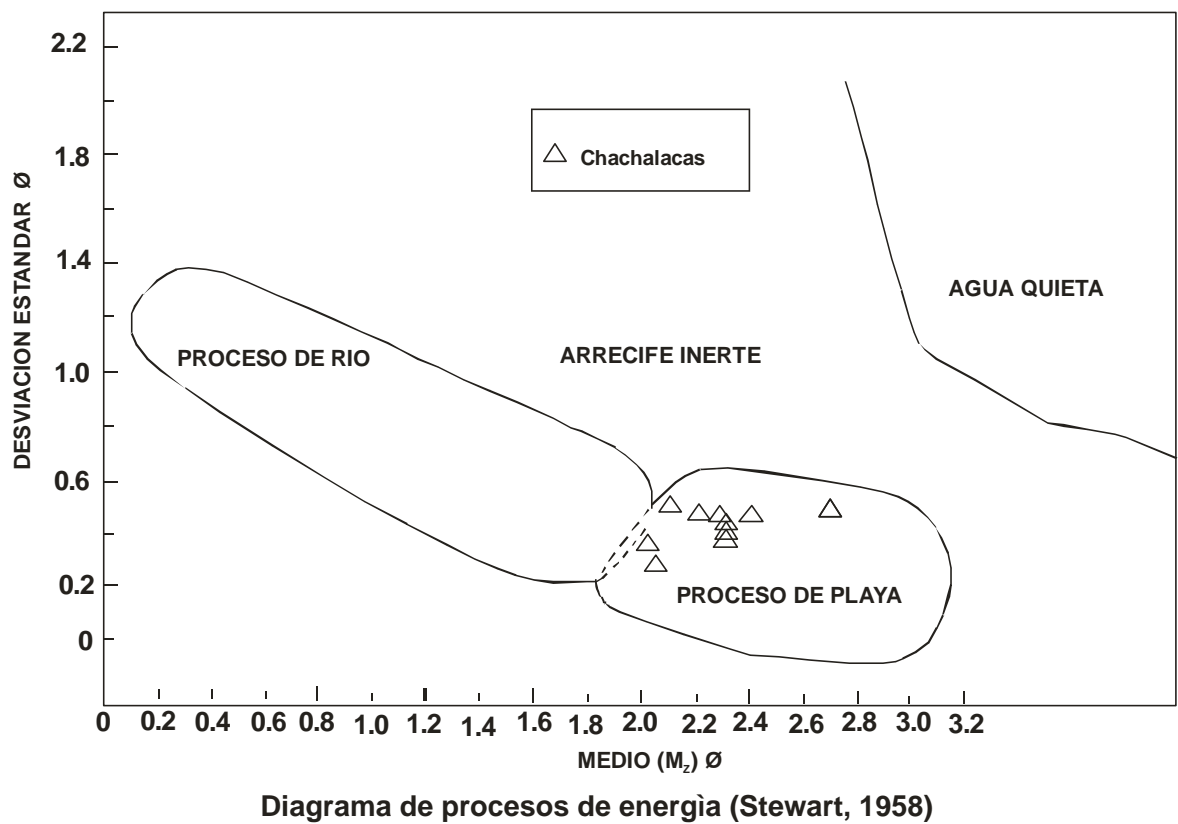 2.2
1.8
1.4
1.0
0.6
0.2
0
DESVIACION ESTANDAR Ø
Chachalacas
AGUA QUIETA
PROCESO DE RIO
ARRECIFE INERTE
PROCESO DE PLAYA
0 0.2 0.4 0.6 0.8 1.0 1.2 1.4 1.6 1.8 2.0 2.2 2.4 2.6 2.8 3.0 3.2
MEDIO (Mz) Ø
Diagrama de procesos de energìa (Stewart, 1958)